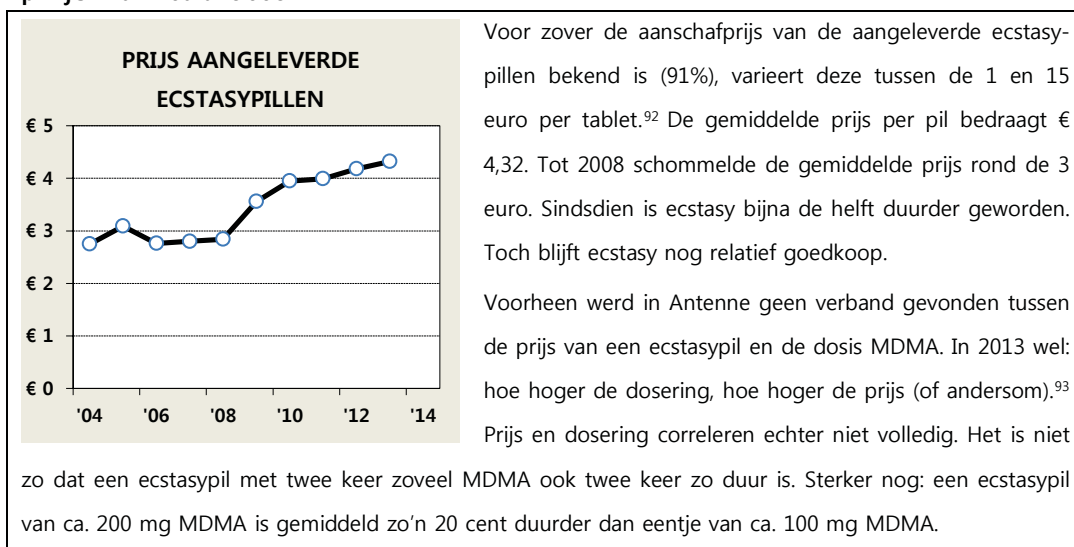 PRIJS AANGELEVERDE
ECSTASYPILLEN
€ 5
€ 4
€ 3
€ 2
€ 1
€ 0
'04 '06 '08 '10 '12 '14
Voor zover de aanschafprijs van de aangeleverde ecstasy-
pillen bekend is (91%), varieert deze tussen de 1 en 15
euro per tablet.92 De gemiddelde prijs per pil bedraagt €
4,32. Tot 2008 schommelde de gemiddelde prijs rond de 3
euro. Sindsdien is ecstasy bijna de helft duurder geworden.
Toch blijft ecstasy nog relatief goedkoop.
Voorheen werd in Antenne geen verband gevonden tussen
de prijs van een ecstasypil en de dosis MDMA. In 2013 wel:
hoe hoger de dosering, hoe hoger de prijs (of andersom).93
Prijs en dosering correleren echter niet volledig. Het is niet
zo dat een ecstasypil met twee keer zoveel MDMA ook twee keer zo duur is. Sterker nog: een ecstasypil
van ca. 200 mg MDMA is gemiddeld zo'n 20 cent duurder dan eentje van ca. 100 mg MDMA.